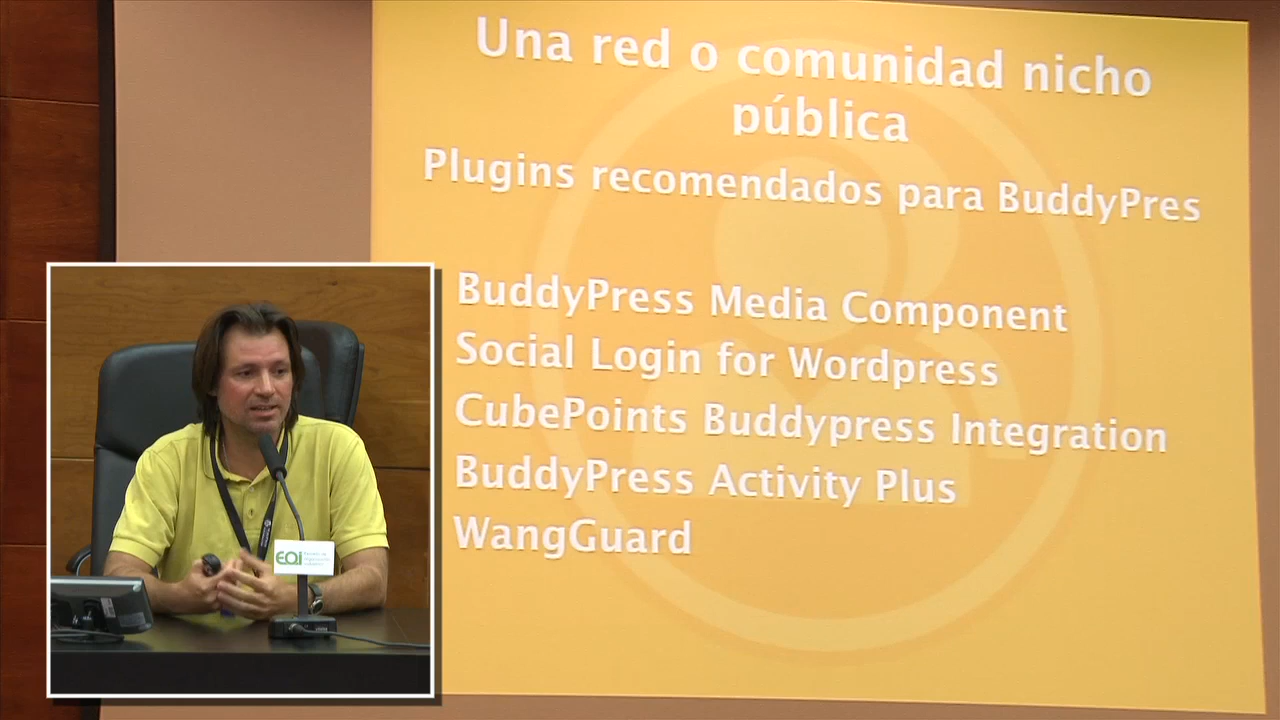 Una red o comunidad nicho
pública
Plugins recomendados para BuddyPres
BuddyPress Media Component
Social Login for Wordpress
CubePoints Buddypress Integration
BuddyPress Activity Plus
WangGuard
EOi